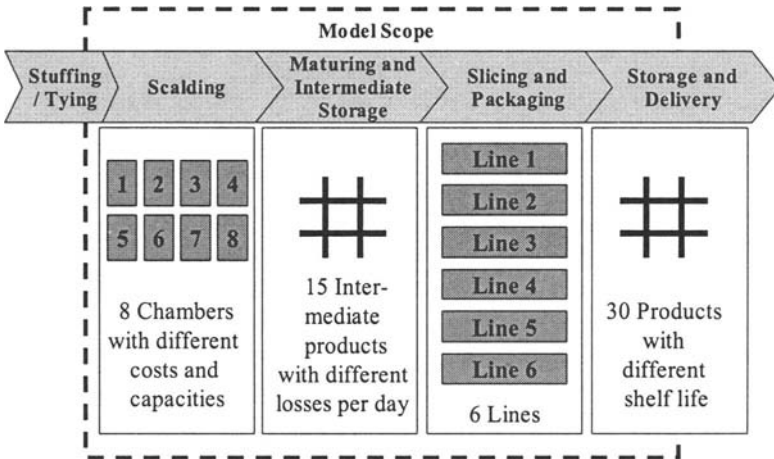 Model Scope
Stuffing
/ Tying
Scalding
Maturing and
Intermediate
Storage
Slicing and
Packaging
Storage and
Delivery
1 2 3 4
5 6 7 8
8 Chambers
with different
costs and
capacities
15 Inter-
mediate
products
with different
losses per day
Line 1
Line 2
Line 3
Line 4
Line 5
Line 6
6 Lines
30 Products
with
different
shelf life